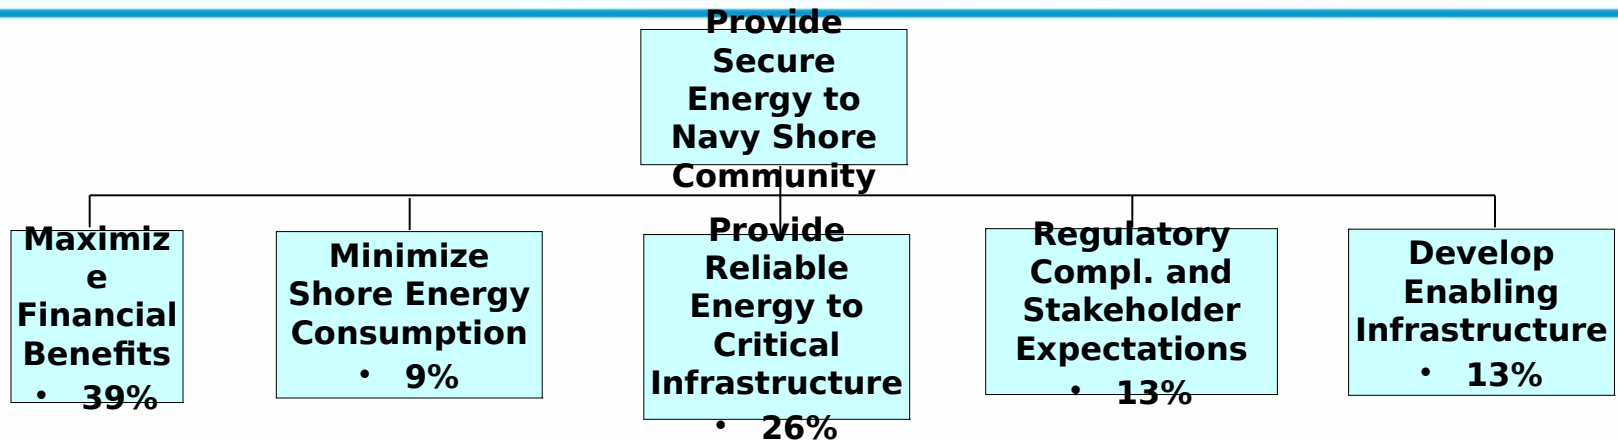 Provide
Secure
Energy to
Navy Shore
Community
Maximiz
e
Financial
Benefits
• 39%
Minimize
Shore Energy
Consumption
• 9%
Provide
Reliable
Energy to
Critical
Infrastructure
• 26%
Regulatory
Compl. and
Stakeholder
Expectations
• 13%
Develop
Enabling
Infrastructure
• 13%